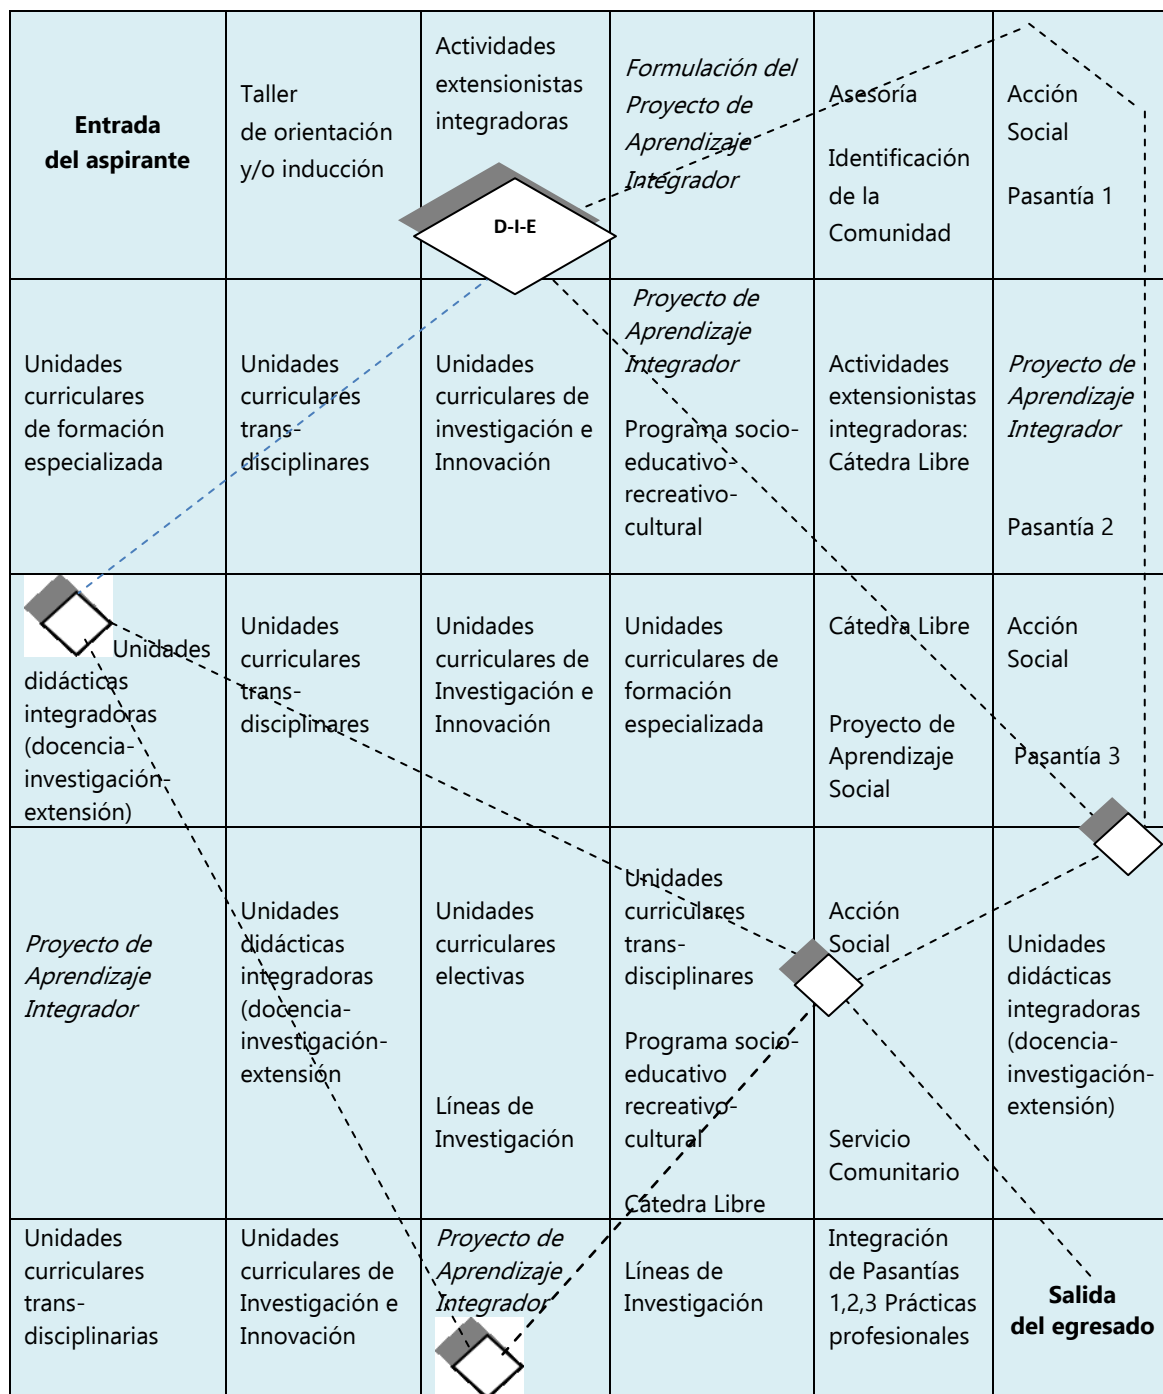 Entrada
del aspirante
Taller
de orientación
y/o inducción
Actividades
extensionistas
integradoras
D-I-E
Formulación del
Proyecto de
Aprendizaje
Integrador
Asesoría
Identificación
de la
Comunidad
Acción
Social
Pasantía 1
Unidades
curriculares
de formación
especializada
Unidades
curriculares
trans-
disciplinares
Unidades
curriculares de
investigación e
Innovación
Proyecto de
Aprendizaje
Integrador
Programa socio-
educativo-
recreativo-
cultural
Actividades
extensionistas
integradoras:
Cátedra Libre
Proyecto de
Aprendizaje
Integrador
Pasantía 2
Unidades
didácticas
integradoras
(docencia-
investigación-
extensión)
Unidades
curriculares
trans-
disciplinares
Unidades
curriculares de
Investigación e
Innovación
Unidades
curriculares de
formación
especializada
Cátedra Libre
Proyecto de
Aprendizaje
Social
Acción
Social
Pasantía 3
Proyecto de
Aprendizaje
Integrador
Unidades
didácticas
integradoras
(docencia-
investigación-
extensión
Unidades
curriculares
electivas
Líneas de
Investigación
Unidades
curriculares
trans-
disciplinares
Programa socio-
educativo
recreativo-
cultural
Cátedra Libre
Acción
Social
Servicio
Comunitario
Unidades
didácticas
integradoras
(docencia-
investigación-
extensión)
Unidades
curriculares
trans-
disciplinarias
Unidades
curriculares de
Investigación e
Innovación
Proyecto de
Aprendizaje
Integrador
Líneas de
Investigación
Integración
de Pasantías
1,2,3 Prácticas
profesionales
Salida
del egresado